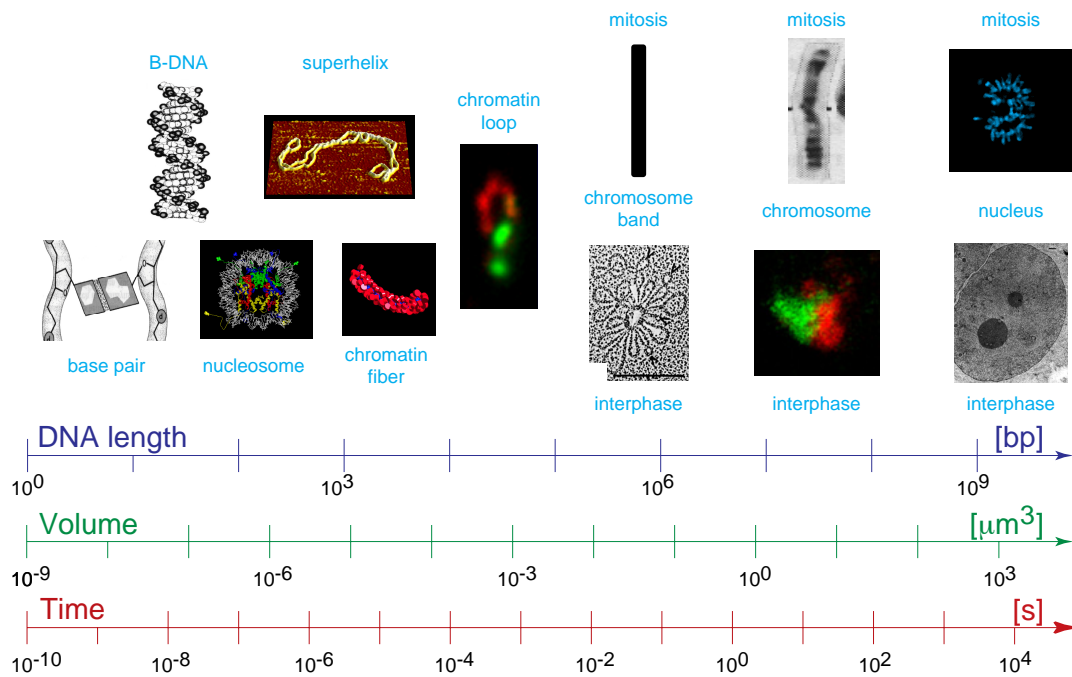 mitosis mitosis mitosis
B-DNA superhelix
chromatin
loop
chromosome
band
chromosome nucleus
base pair nucleosome chromatin
fiber
interphase interphase interphase
DNA length [bp]
10^0 10^3 10^6 10^9
Volume [μm^3]
10^-9 10^-6 10^-3 10^0 10^3
Time [s]
10^-10 10^-8 10^-6 10^-4 10^-2 10^0 10^2 10^4